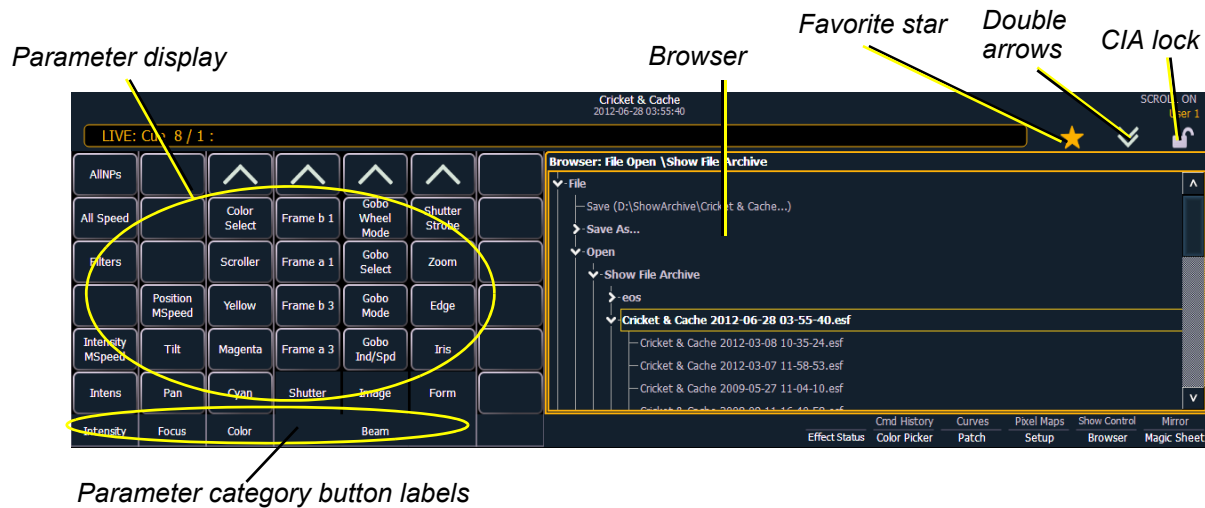 Favorite star
Double
arrows
CIA lock
Parameter display
Browser
Cricket & Cache
2012-06-28 03:55:40
SCROLL ON
User 1
LIVE: Cue 8 / 1 :
AllNPs
All Speed
Color
Select
Frame b 1
Gobo
Wheel
Mode
Shutter
Strobe
Filters
Scroller
Frame a 1
Gobo
Select
Zoom
Position
MSpeed
Yellow
Frame b 3
Gobo
Mode
Edge
Intensity
MSpeed
Tilt
Magenta
Frame a 3
Gobo
Ind/Spd
Iris
Intens
Pan
Cyan
Shutter
Image
Form
Intensity
Focus
Color
Beam
Browser: File Open \Show File Archive
File
Save (D:\ShowArchive\Cricket & Cache...)
Save As...
Open
Show File Archive
eos
Cricket & Cache 2012-06-28 03-55-40.esf
Cricket & Cache 2012-03-08 10-35-24.esf
Cricket & Cache 2012-03-07 11-58-53.esf
Cricket & Cache 2009-05-27 11-04-10.esf
Cmd History
Curves
Pixel Maps
Show Control
Mirror
Effect Status
Color Picker
Patch
Setup
Browser
Magic Sheet
Parameter category button labels